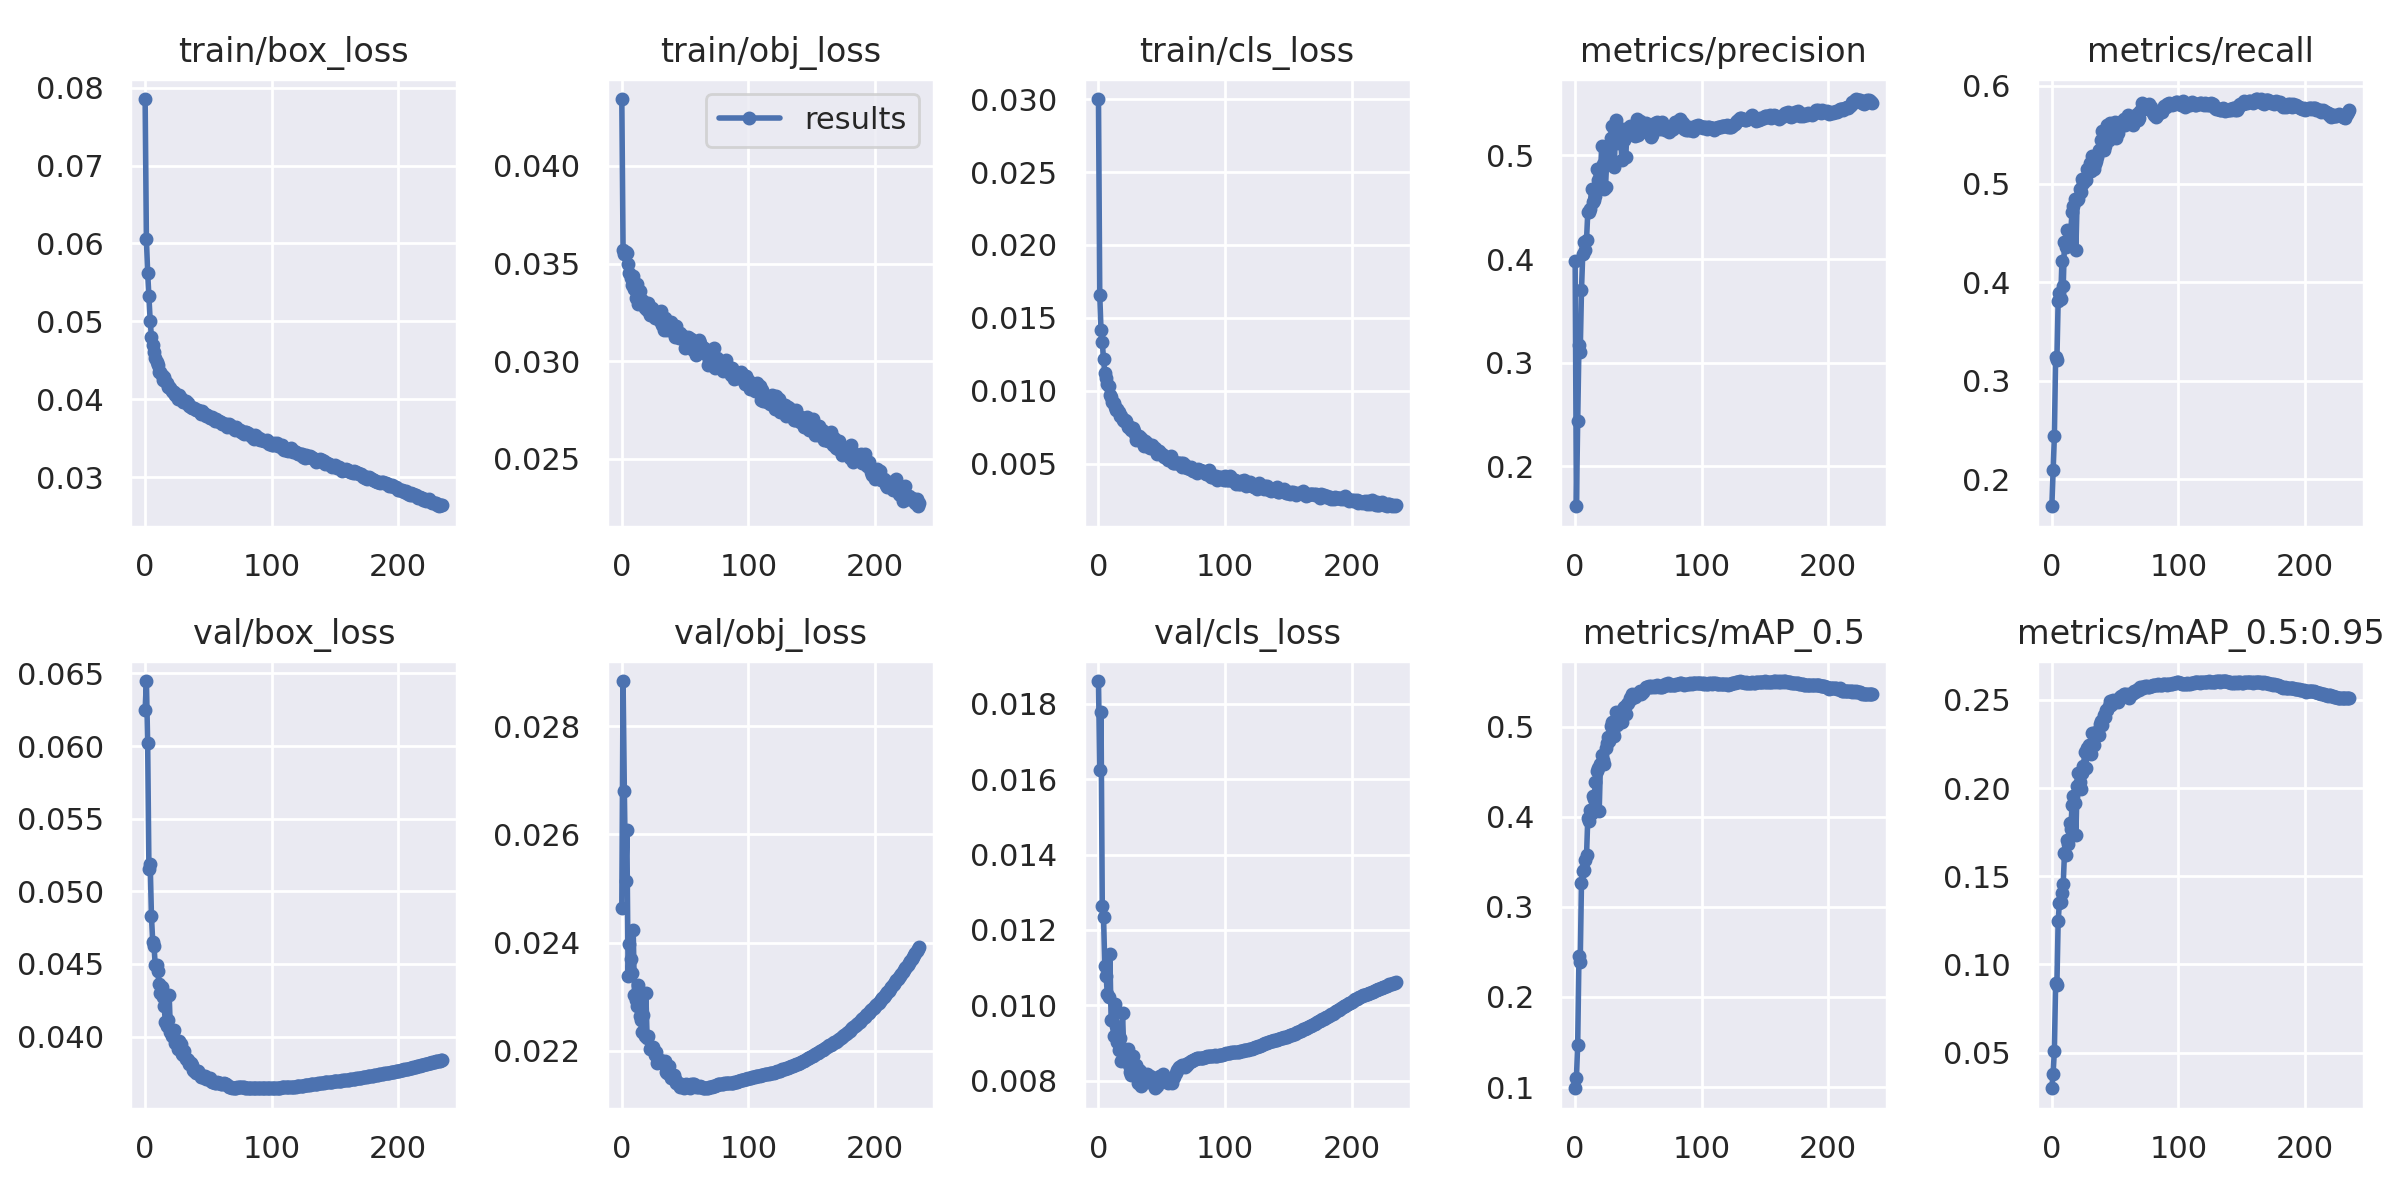 train/box_loss
0.08
0.07
0.06
0.05
0.04
0.03
0 100 200
train/obj_loss
results
0.040
0.035
0.030
0.025
0 100 200
train/cls_loss
0.030
0.025
0.020
0.015
0.010
0.005
0 100 200
metrics/precision
0.5
0.4
0.3
0.2
0 100 200
metrics/recall
0.6
0.5
0.4
0.3
0.2
0 100 200
val/box_loss
0.065
0.060
0.055
0.050
0.045
0.040
0 100 200
val/obj_loss
0.028
0.026
0.024
0.022
0 100 200
val/cls_loss
0.018
0.016
0.014
0.012
0.010
0.008
0 100 200
metrics/mAP_0.5
0.5
0.4
0.3
0.2
0.1
0 100 200
metrics/mAP_0.5:0.95
0.25
0.20
0.15
0.10
0.05
0 100 200